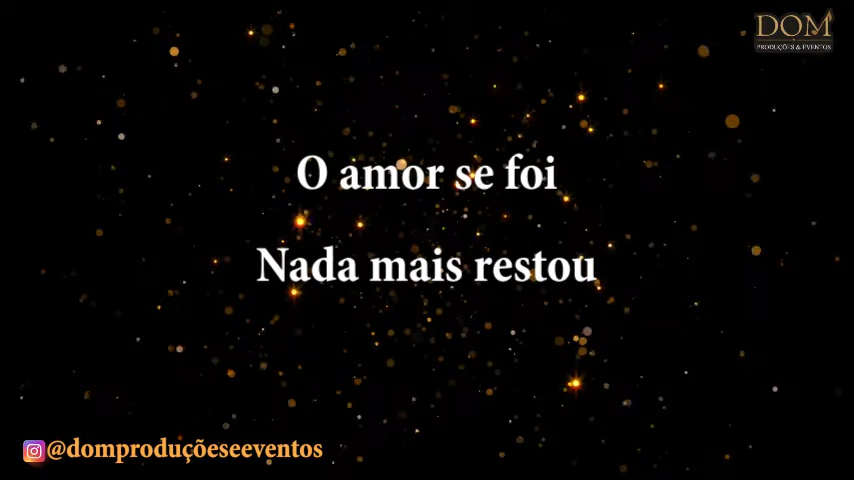 DOM
PRODUÇÕES & EVENTOS
O amor se foi
Nada mais restou
@domproduçõeseeventos